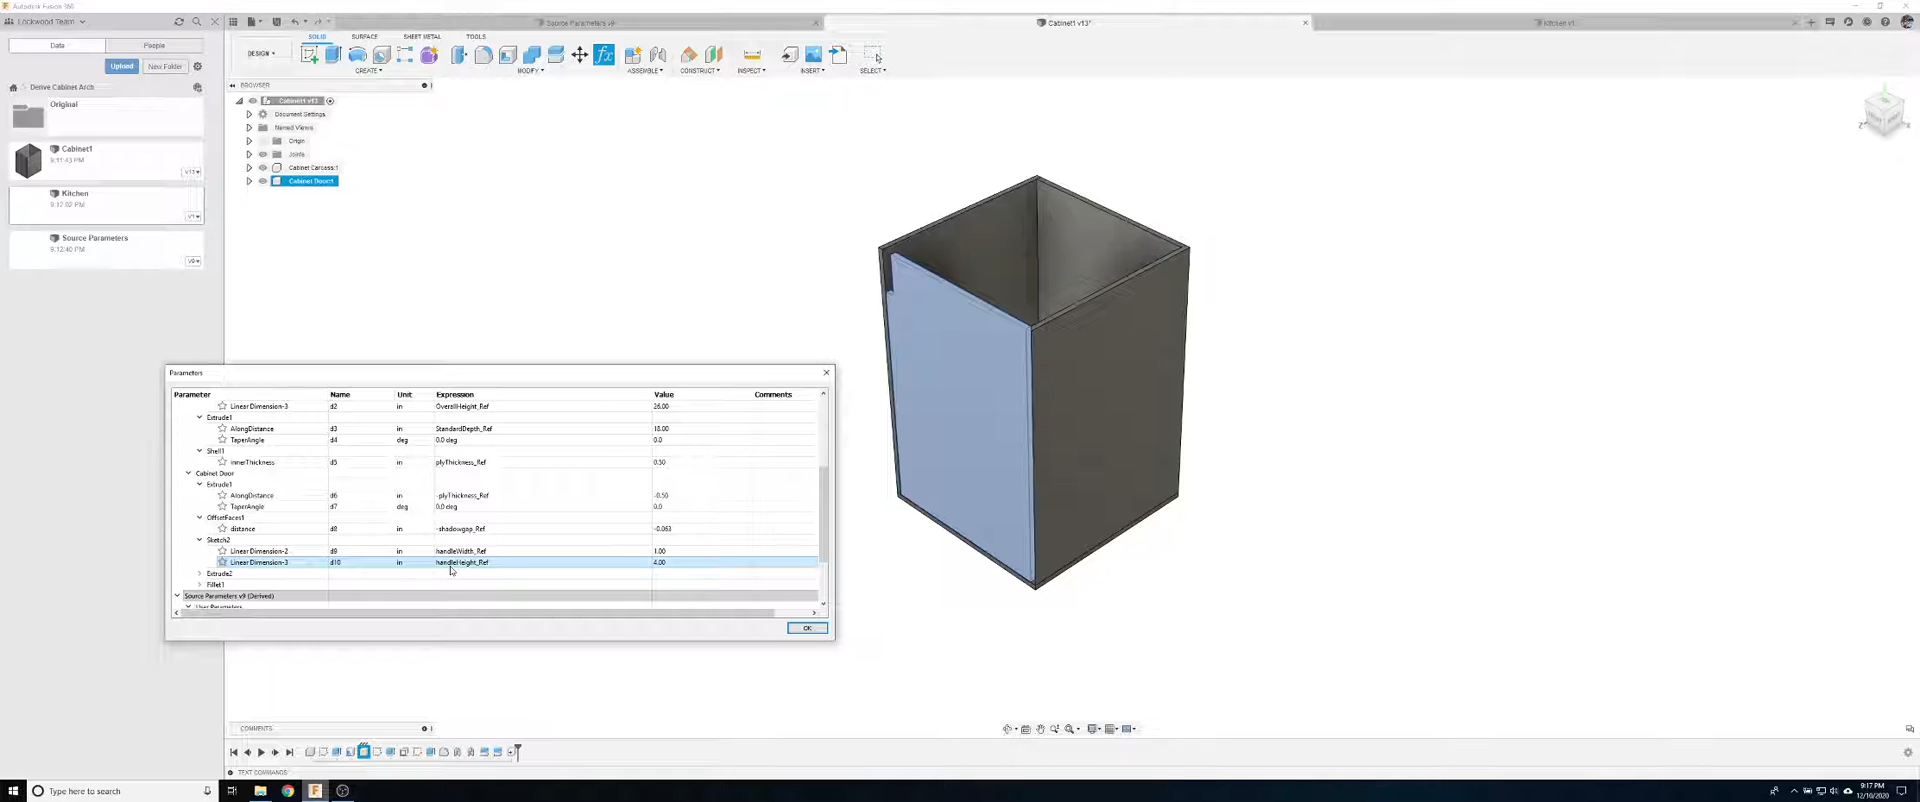 Autodesk Fusion 360
Lockwood Team
Source Parameters v9
Cabinet1 v13*
Kitchen v1
Data
People
SOLID
SURFACE
SHEET METAL
TOOLS
DESIGN
CREATE
MODIFY
ASSEMBLE
CONSTRUCT
INSPECT
INSERT
SELECT
Upload
New Folder
Derive Cabinet Arch
Original
Cabinet1
9:11:43 PM
V13
Kitchen
9:12:02 PM
V1
Source Parameters
9:12:40 PM
V9
BROWSER
Cabinet1 v13
Document Settings
Named Views
Origin
Joints
Cabinet Carcass:1
Cabinet Door:1
Parameters
Parameter Name Unit Expression Value Comments
Linear Dimension-3 d2 in OverallHeight_Ref 26.00
Extrude1
AlongDistance d3 in StandardDepth_Ref 18.00
TaperAngle d4 deg 0.0 deg 0.0
Shell1
innerThickness d5 in plyThickness_Ref 0.50
Cabinet Door
Extrude1
AlongDistance d6 in -plyThickness_Ref -0.50
TaperAngle d7 deg 0.0 deg 0.0
OffsetFaces1
distance d8 in -shadowgap_Ref -0.063
Sketch2
Linear Dimension-2 d9 in handleWidth_Ref 1.00
Linear Dimension-3 d10 in handleHeight_Ref 4.00
Extrude2
Fillet1
Source Parameters v9 (Derived)
User Parameters
OK
COMMENTS
TEXT COMMANDS
Type here to search
9:17 PM
12/10/2020